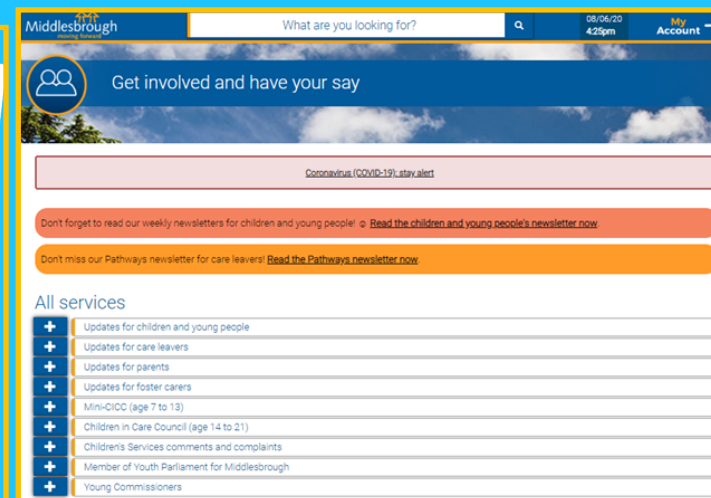 Middlesbrough
moving forward
What are you looking for?
08/06/20
4:25pm
My
Account
Get involved and have your say
Coronavirus (COVID-19): stay alert
Don't forget to read our weekly newsletters for children and young people! ☺ Read the children and young people's newsletter now.
Don't miss our Pathways newsletter for care leavers! Read the Pathways newsletter now.
All services
Updates for children and young people
Updates for care leavers
Updates for parents
Updates for foster carers
Mini-CICC (age 7 to 13)
Children in Care Council (age 14 to 21)
Children's Services comments and complaints
Member of Youth Parliament for Middlesbrough
Young Commissioners